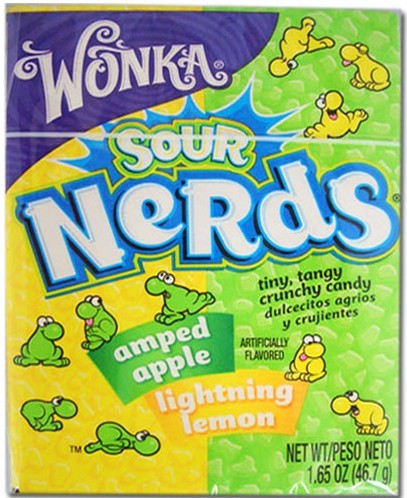 WONKA®
SOUR
NeRdS®
tiny, tangy
crunchy candy
dulcecitos agrios
y crujientes
amped
apple
ARTIFICIALLY
FLAVORED
lightning
lemon
TM
NET WT/PESO NETO
1.65 OZ (46.7 g)